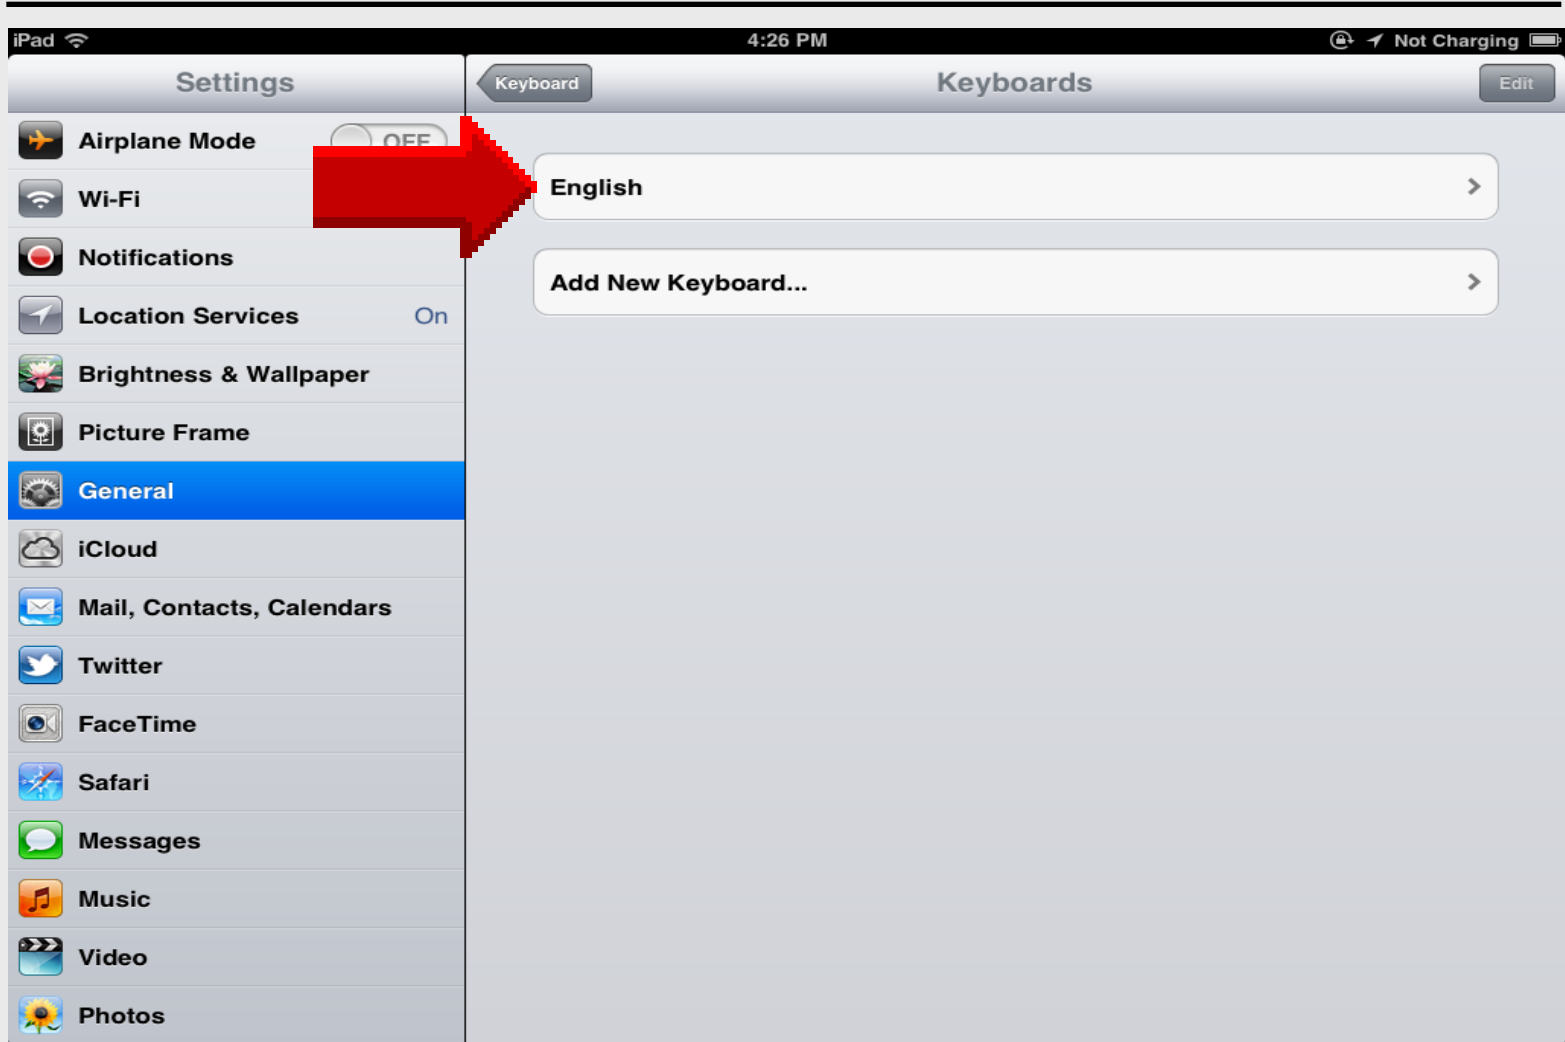 iPad 4:26 PM Not Charging
Settings Keyboard Keyboards Edit
Airplane Mode OFF
English
Wi-Fi
Notifications
Add New Keyboard...
Location Services On
Brightness & Wallpaper
Picture Frame
General
iCloud
Mail, Contacts, Calendars
Twitter
FaceTime
Safari
Messages
Music
Video
Photos